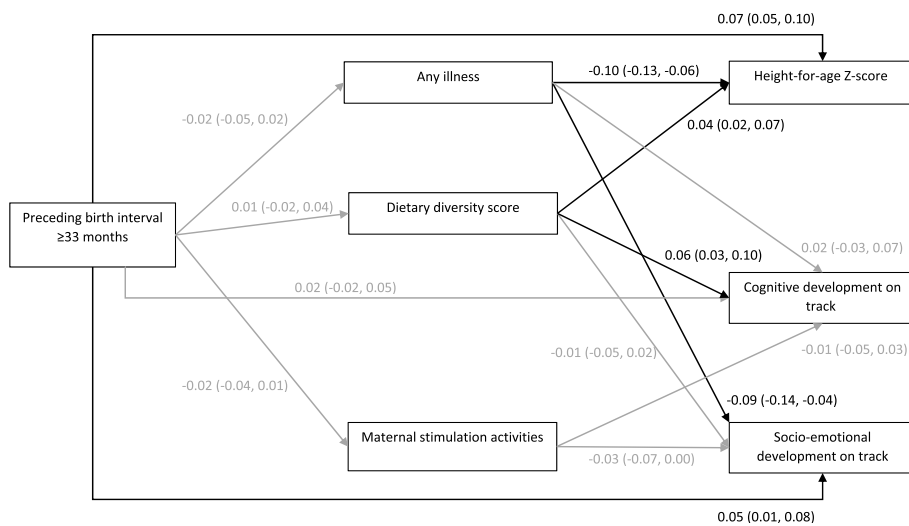 0.07 (0.05, 0.10)
Any illness
-0.10 (-0.13, -0.06)
Height-for-age Z-score
-0.02 (-0.05, 0.02)
0.04 (0.02, 0.07)
Preceding birth interval
≥33 months
0.01 (-0.02, 0.04)
Dietary diversity score
0.02 (-0.03, 0.07)
0.06 (0.03, 0.10)
0.02 (-0.02, 0.05)
Cognitive development on
track
-0.01 (-0.05, 0.02)
-0.01 (-0.05, 0.03)
-0.02 (-0.04, 0.01)
-0.09 (-0.14, -0.04)
Maternal stimulation activities
-0.03 (-0.07, 0.00)
Socio-emotional
development on track
0.05 (0.01, 0.08)